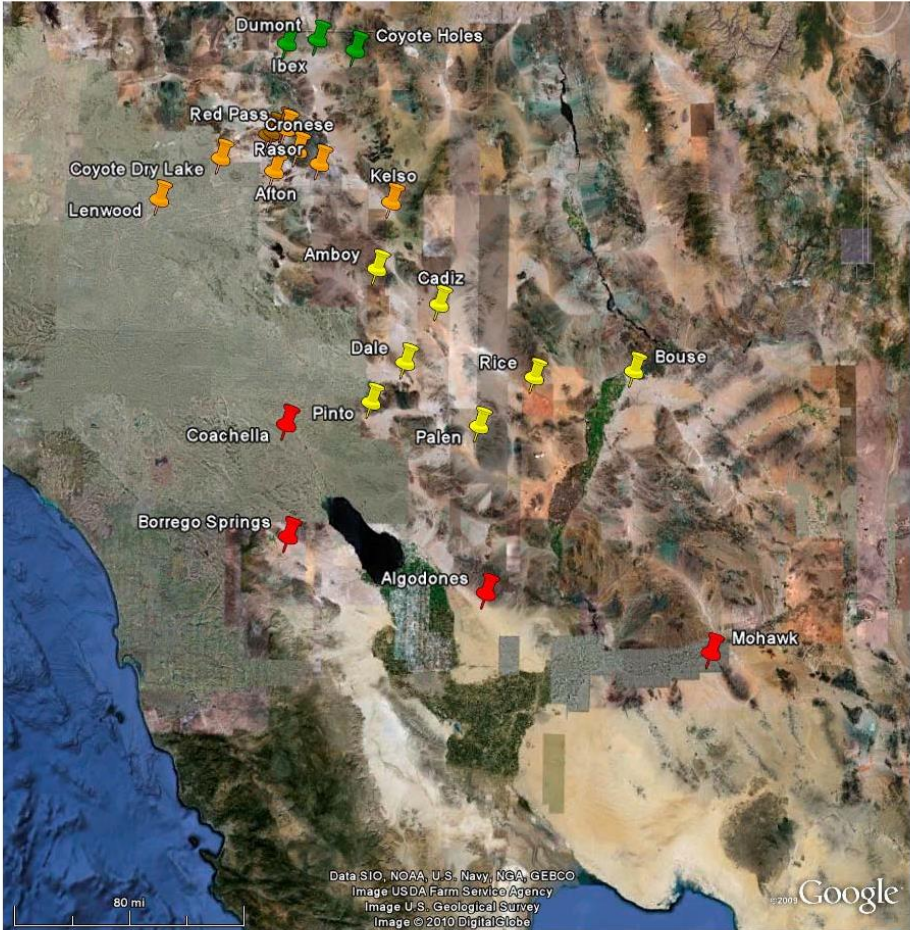 Dumont
Coyote Holes
Ibex
Red Pass
Cronese
Rasor
Coyote Dry Lake
Afton
Kelso
Lenwood
Amboy
Cadiz
Dale
Rice
Bouse
Pinto
Coachella
Palen
Borrego Springs
Algodones
Mohawk
Data SIO, NOAA, U.S. Navy, NGA, GEBCO
Image USDA Farm Service Agency
Image U.S. Geological Survey
Image © 2010 DigitalGlobe
80 mi
©2009 Google